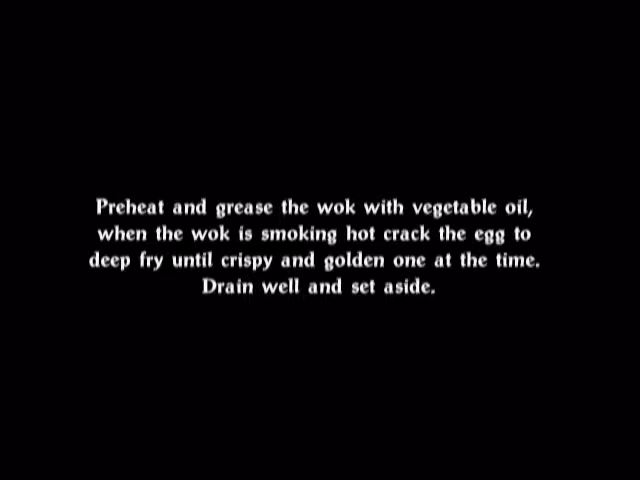 Preheat and grease the wok with vegetable oil,
when the wok is smoking hot crack the egg to
deep fry until crispy and golden one at the time.
Drain well and set aside.